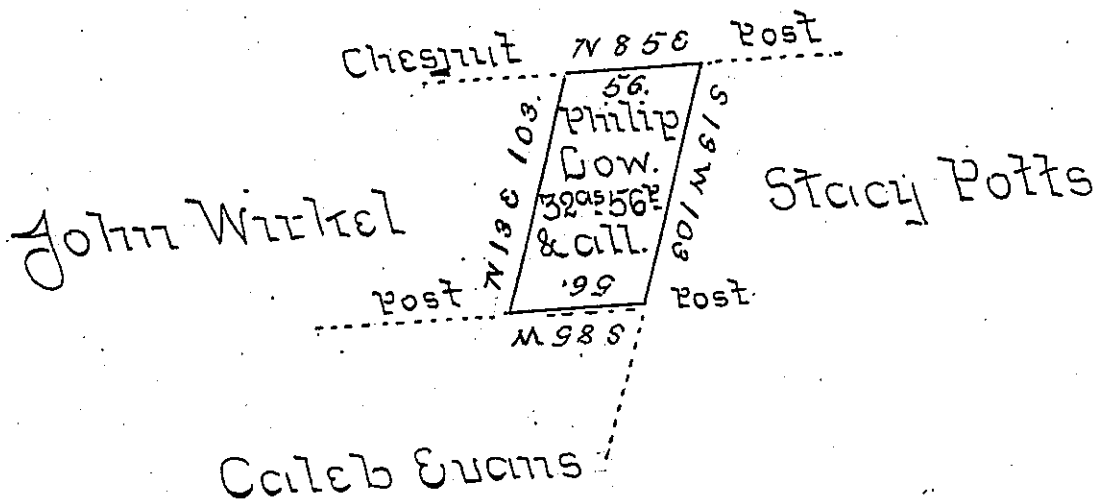 Chesnut N 85 E Post
56.
N 13 E 103.
Philip
Low.
32as 56p
& all.
S 13 W 103
John Winkel
Stacy Potts
Post
56.
Post.
S 85 W
Caleb Evans